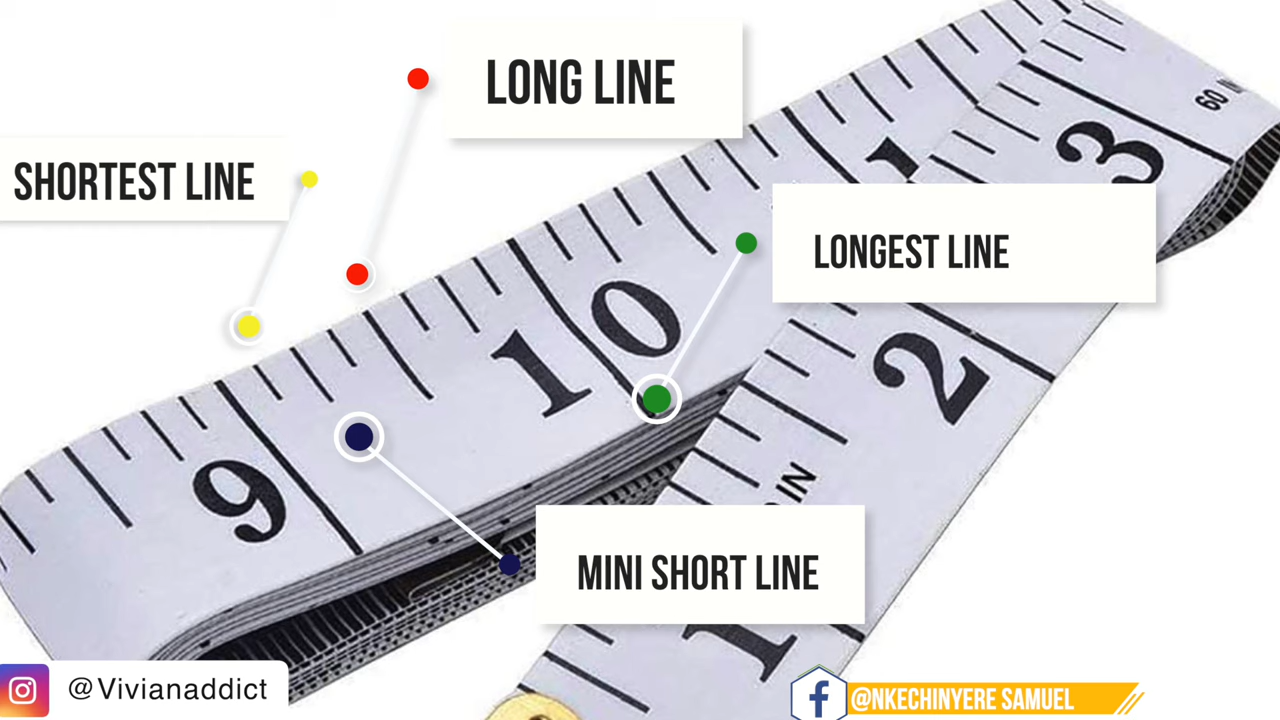 LONG LINE
SHORTEST LINE
LONGEST LINE
MINI SHORT LINE
9
10
1
1
2
3
60
IN
@Vivianaddict
@NKECHINYERE SAMUEL